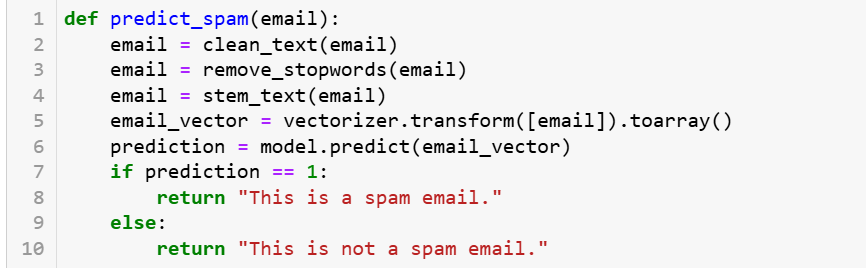 1 def predict_spam(email):
2     email = clean_text(email)
3     email = remove_stopwords(email)
4     email = stem_text(email)
5     email_vector = vectorizer.transform([email]).toarray()
6     prediction = model.predict(email_vector)
7     if prediction == 1:
8         return "This is a spam email."
9     else:
10         return "This is not a spam email."